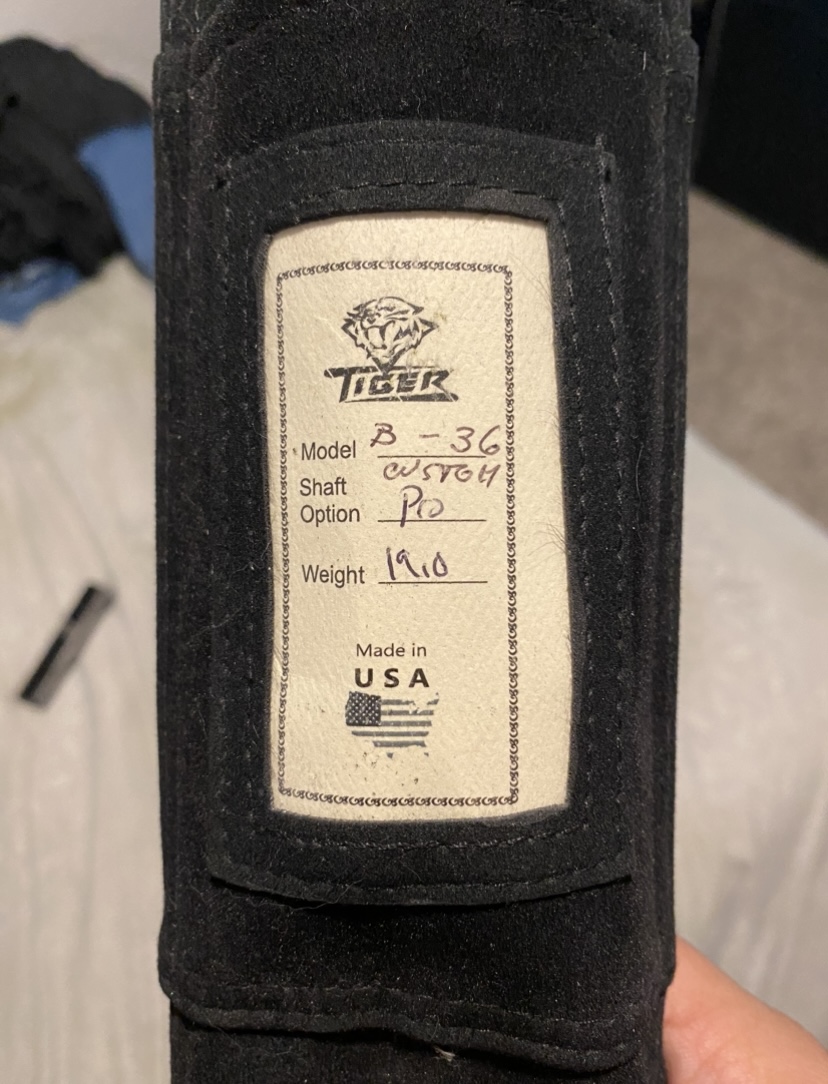 TIGER
Model B - 36
CUSTOM
Shaft
Option Pro
Weight 19.0
Made in
USA